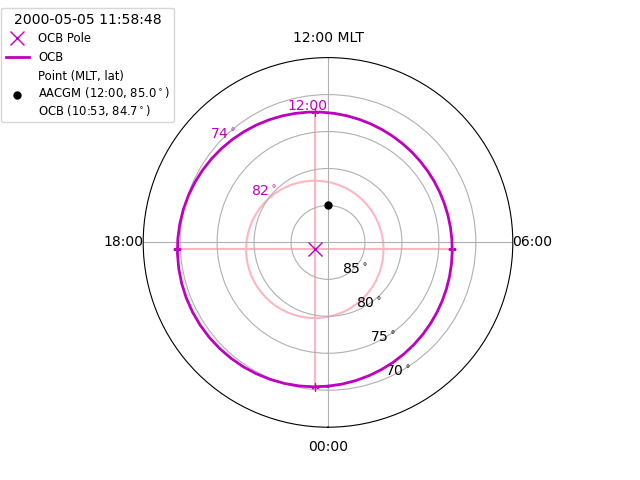 2000-05-05 11:58:48
OCB Pole
OCB
Point (MLT, lat)
AACGM (12:00, 85.0°)
OCB (10:53, 84.7°)
12:00 MLT
12:00
74°
82°
18:00
06:00
85°
80°
75°
70°
00:00